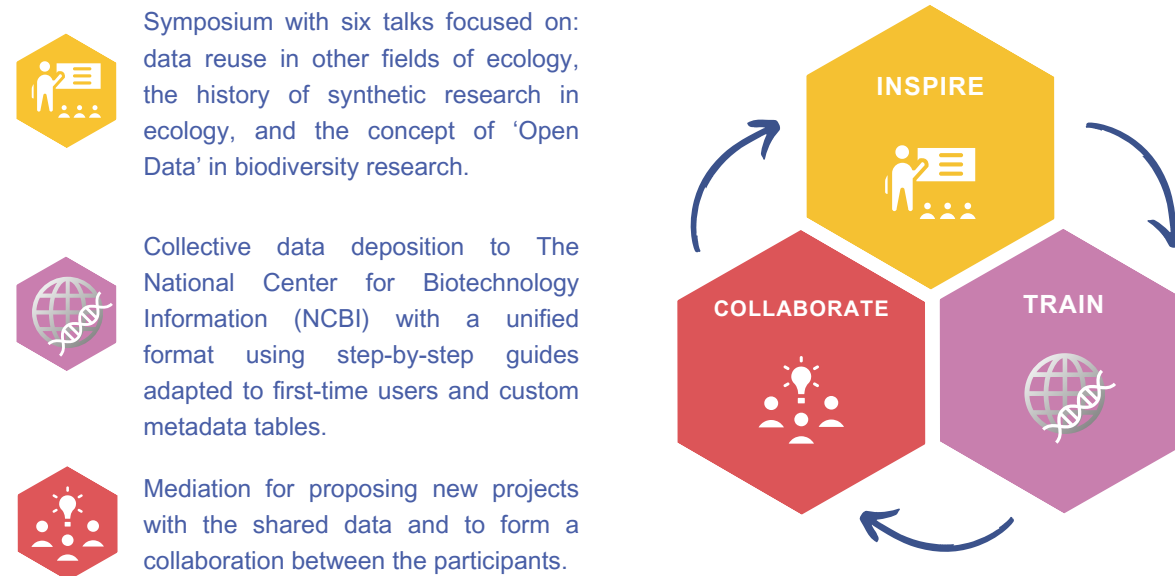 Symposium with six talks focused on:
data reuse in other fields of ecology,
the history of synthetic research in
ecology, and the concept of ‘Open
Data’ in biodiversity research.
Collective data deposition to The
National Center for Biotechnology
Information (NCBI) with a unified
format using step-by-step guides
adapted to first-time users and custom
metadata tables.
Mediation for proposing new projects
with the shared data and to form a
collaboration between the participants.
INSPIRE
COLLABORATE
TRAIN